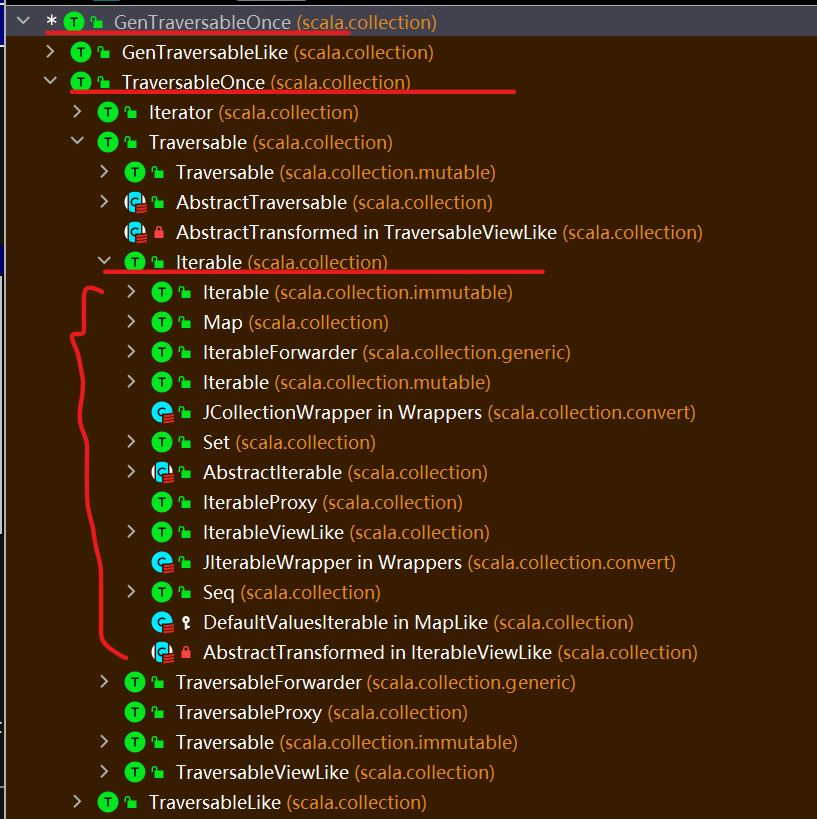 * GenTraversableOnce (scala.collection)
GenTraversableLike (scala.collection)
TraversableOnce (scala.collection)
Iterator (scala.collection)
Traversable (scala.collection)
Traversable (scala.collection.mutable)
AbstractTraversable (scala.collection)
AbstractTransformed in TraversableViewLike (scala.collection)
Iterable (scala.collection)
Iterable (scala.collection.immutable)
Map (scala.collection)
IterableForwarder (scala.collection.generic)
Iterable (scala.collection.mutable)
JCollectionWrapper in Wrappers (scala.collection.convert)
Set (scala.collection)
AbstractIterable (scala.collection)
IterableProxy (scala.collection)
IterableViewLike (scala.collection)
JIterableWrapper in Wrappers (scala.collection.convert)
Seq (scala.collection)
DefaultValuesIterable in MapLike (scala.collection)
AbstractTransformed in IterableViewLike (scala.collection)
TraversableForwarder (scala.collection.generic)
TraversableProxy (scala.collection)
Traversable (scala.collection.immutable)
TraversableViewLike (scala.collection)
TraversableLike (scala.collection)